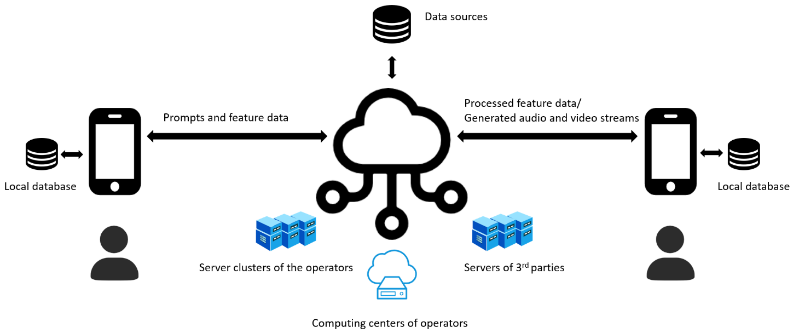 Data sources
Prompts and feature data
Processed feature data/
Generated audio and video streams
Local database
Local database
Server clusters of the operators
Servers of 3rd parties
Computing centers of operators